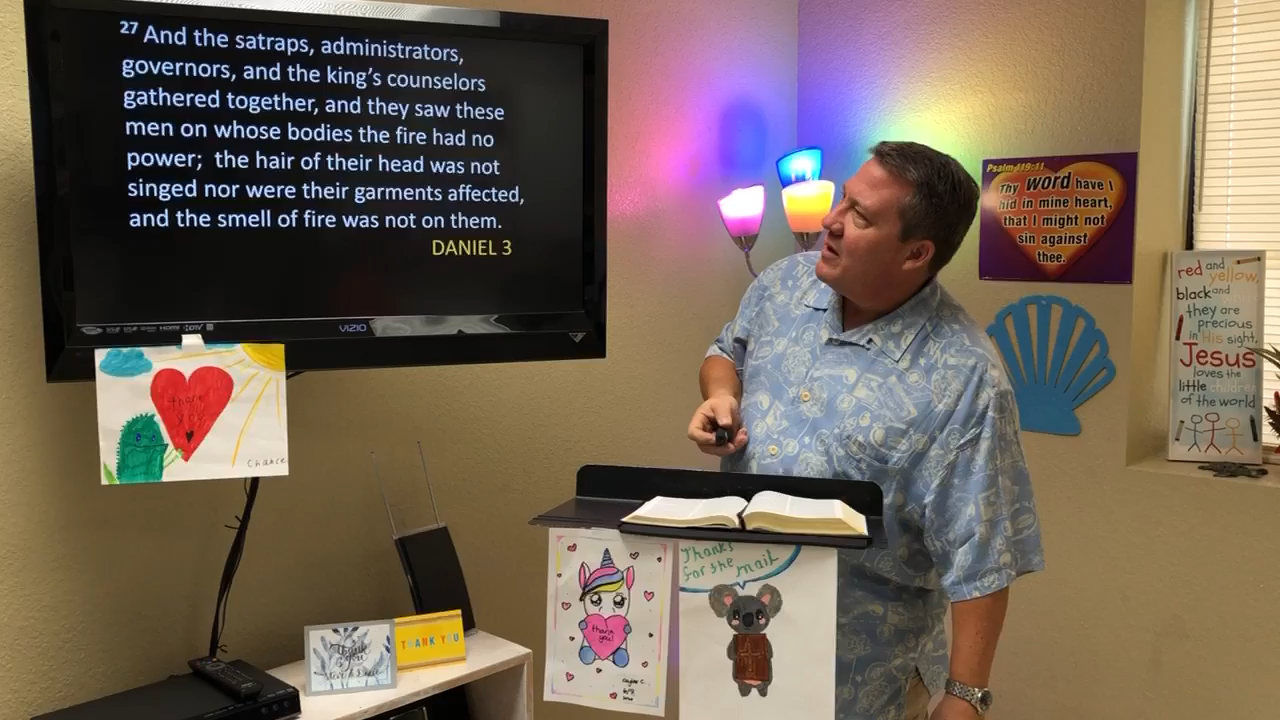 27 And the satraps, administrators,
governors, and the king's counselors
gathered together, and they saw these
men on whose bodies the fire had no
power; the hair of their head was not
singed nor were their garments affected,
and the smell of fire was not on them.
DANIEL 3
VIZIO
thank
you
Chance
Psalm 119:11
Thy WORD have I
hid in mine heart,
that I might not
sin against
thee.
red and
yellow,
black and
they are
precious
in His sight,
Jesus
loves the
little children
of the world
Thanks
for the mail
thank
you!
THANK YOU
Thank
you